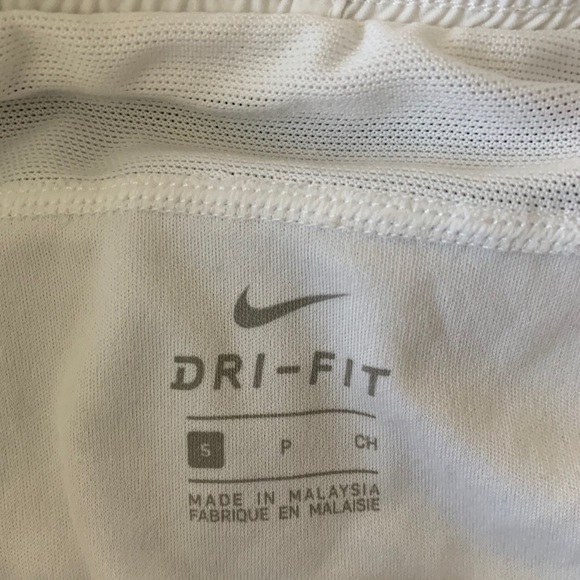 DRI-FIT
S P CH
MADE IN MALAYSIA
FABRIQUE EN MALAISIE